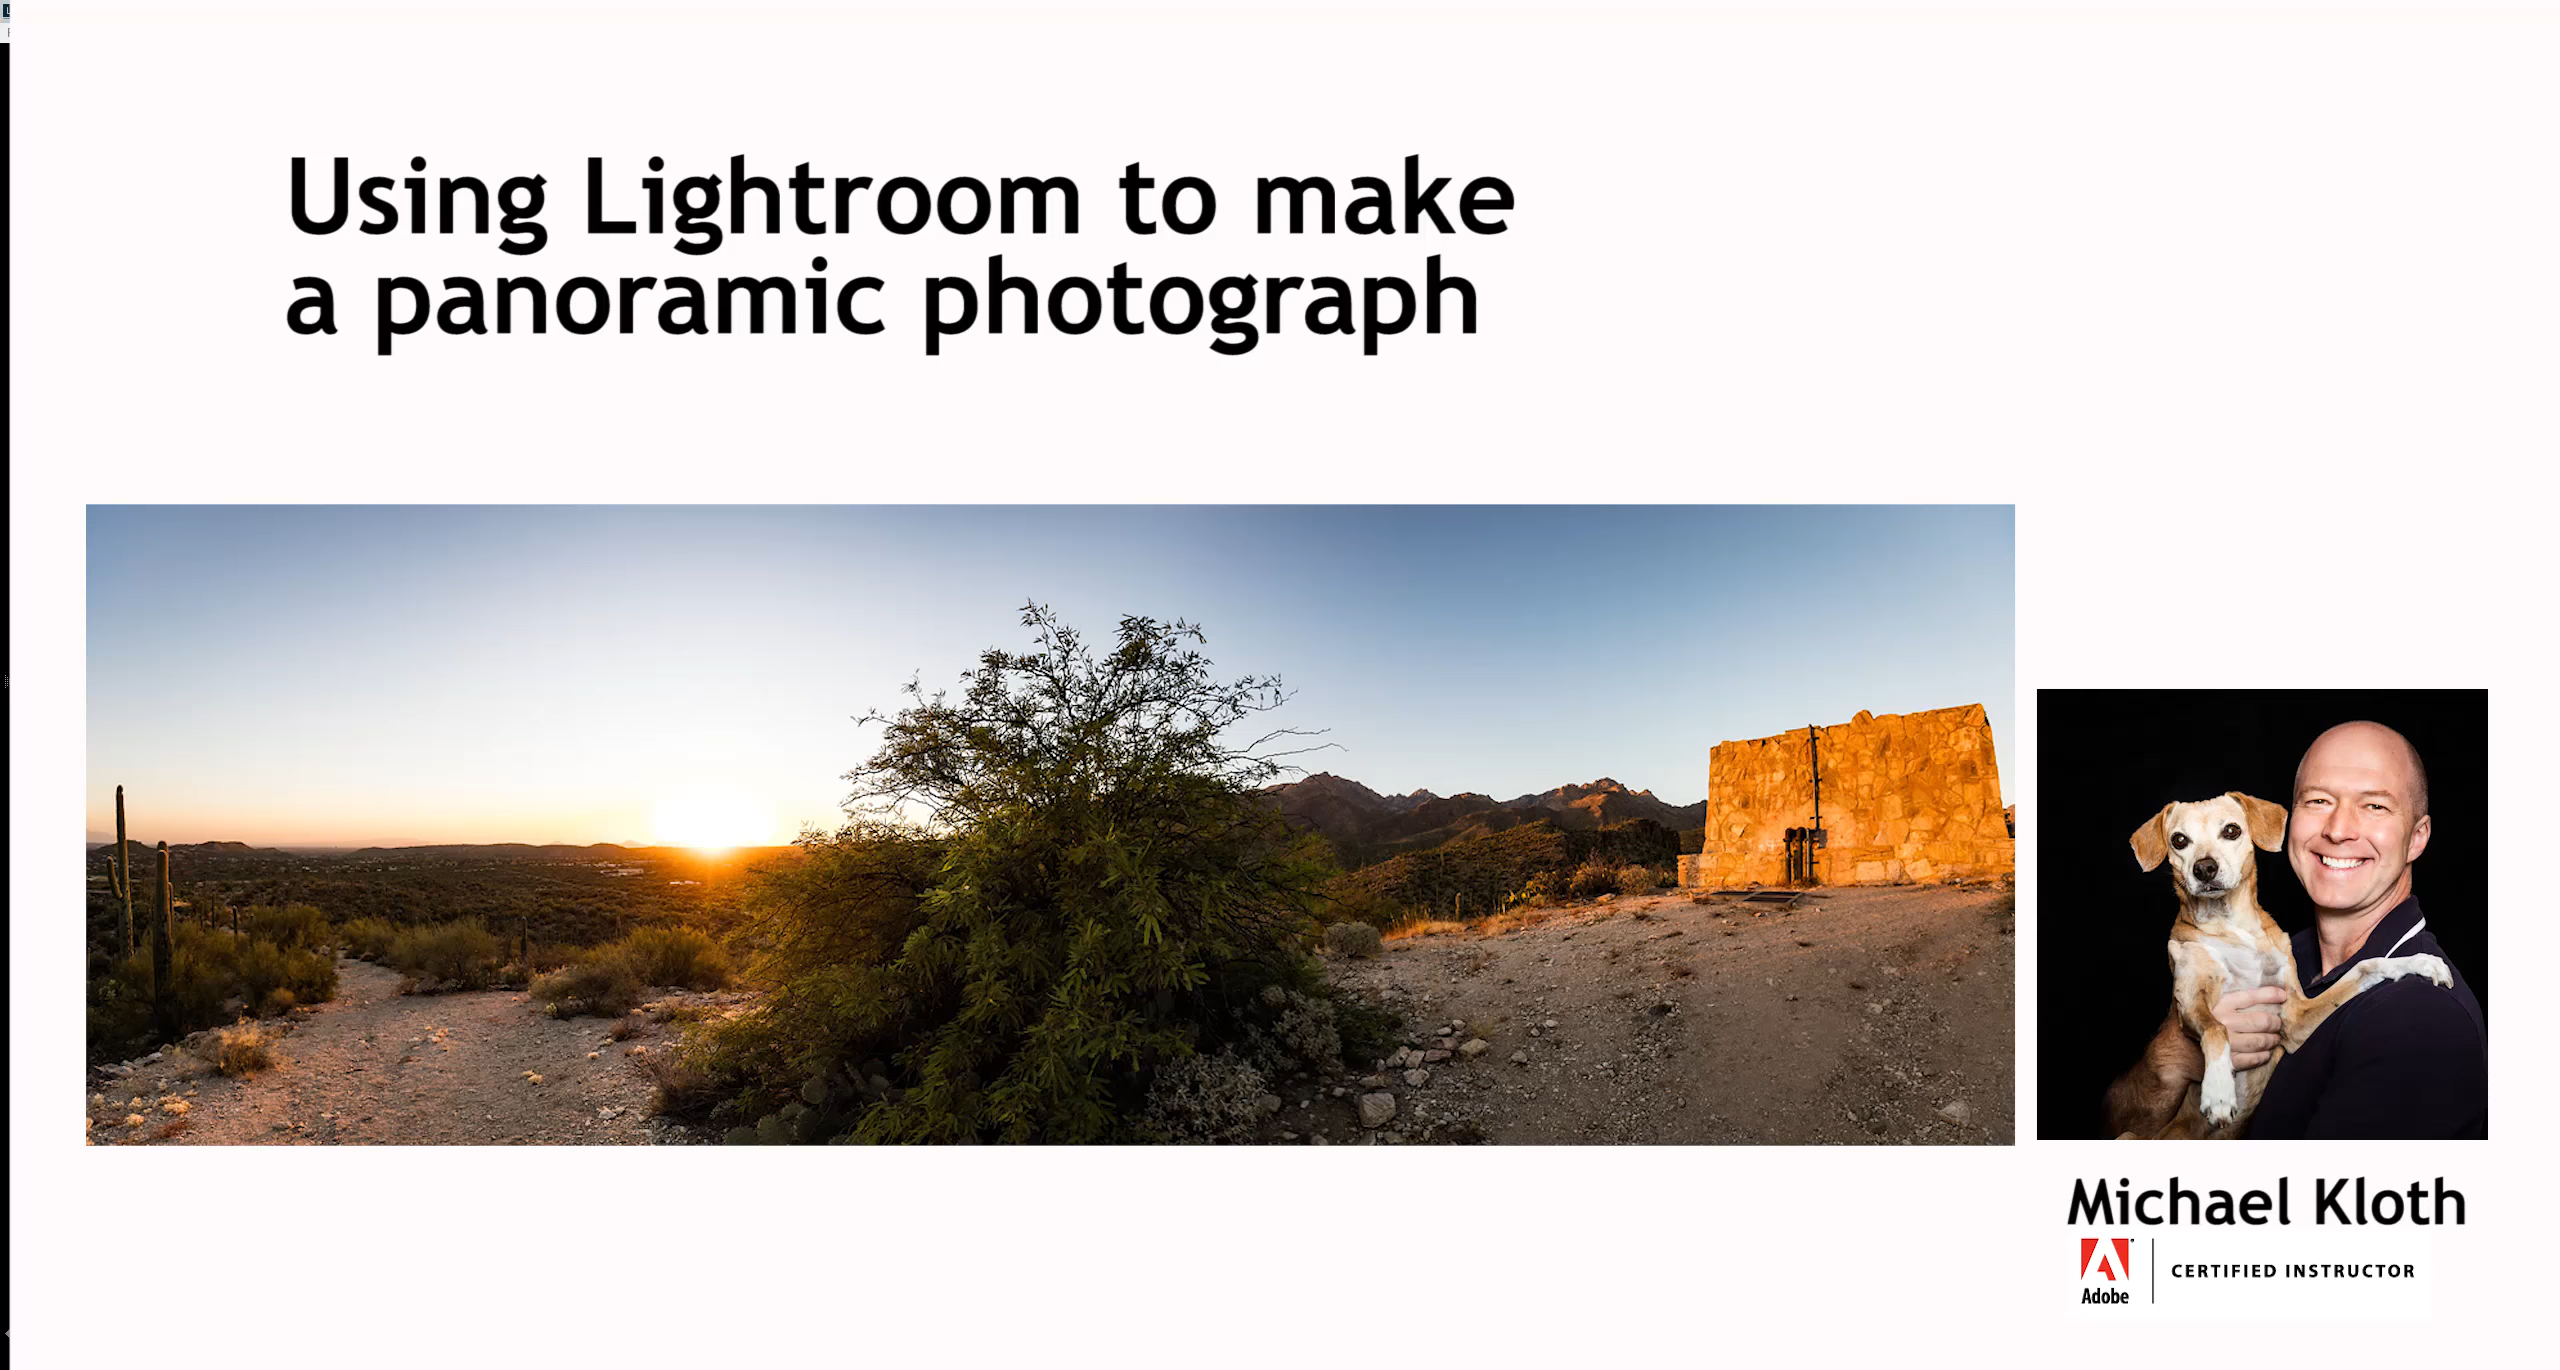 Using Lightroom to make
a panoramic photograph
Michael Kloth
Adobe
CERTIFIED INSTRUCTOR